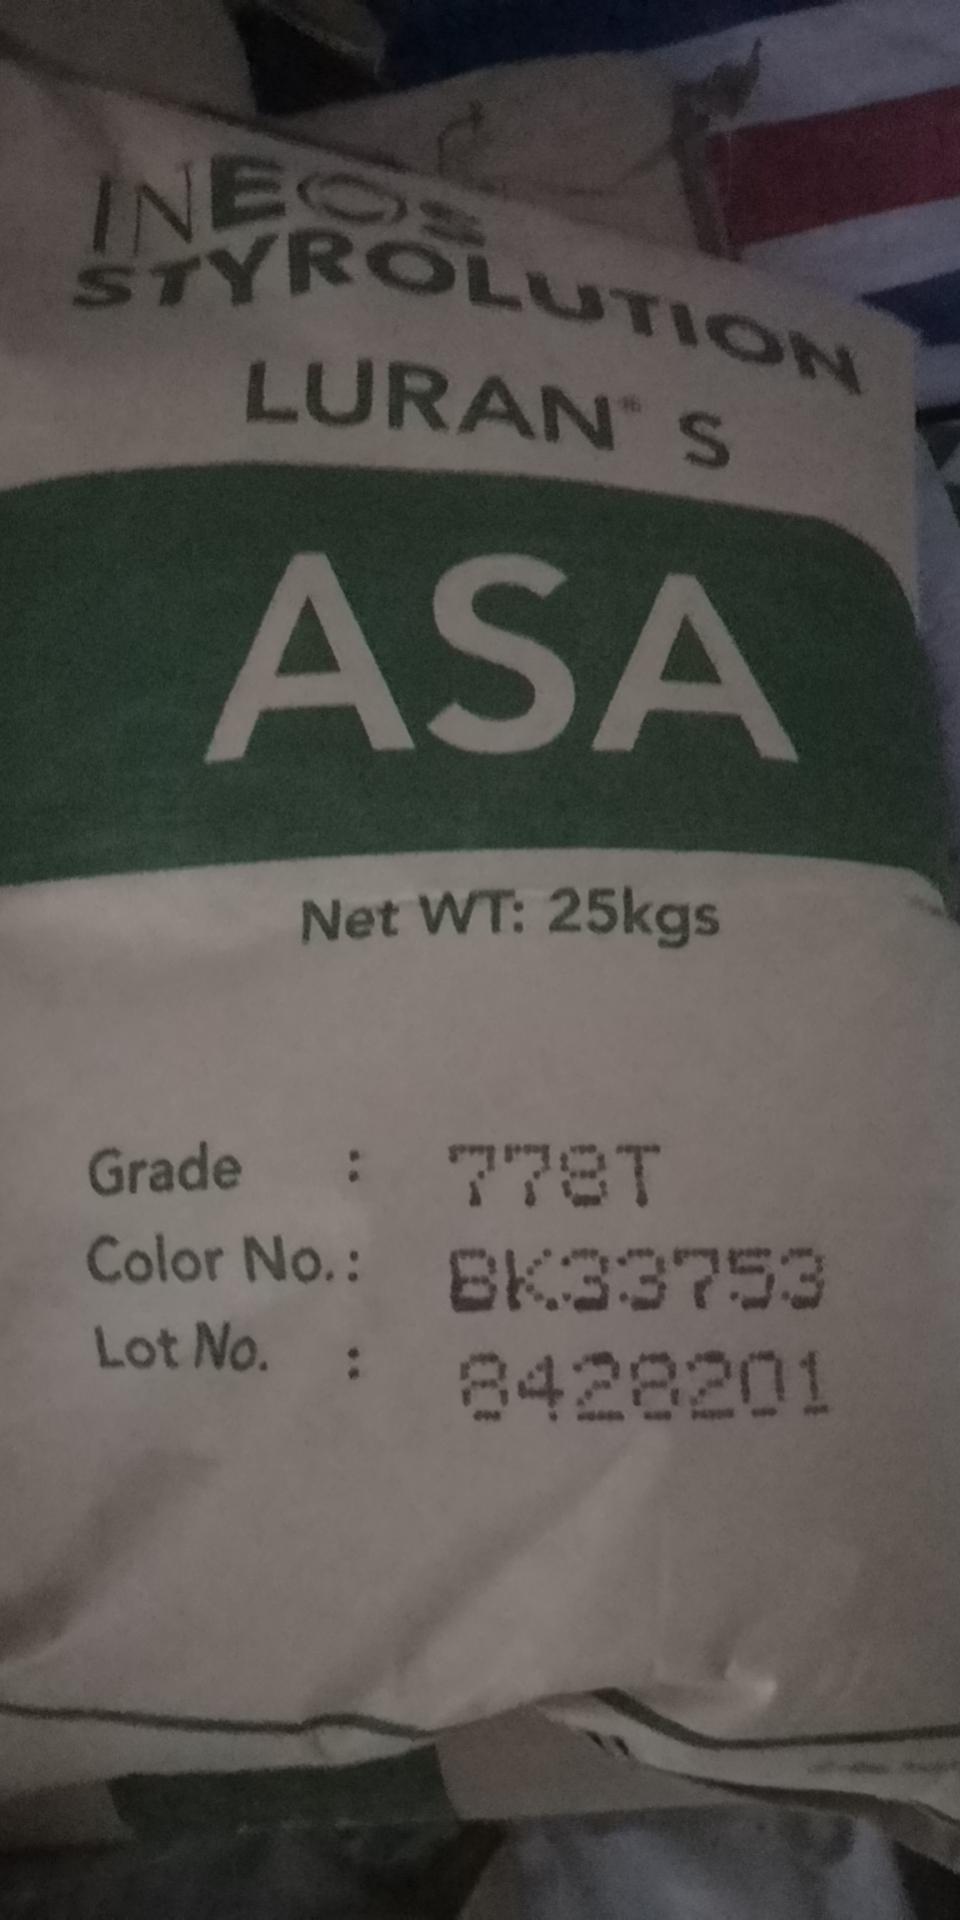 INEOS
STYROLUTION
LURAN® S
ASA
Net WT: 25kgs
Grade : 778T
Color No.: BK33753
Lot No. : 8428201